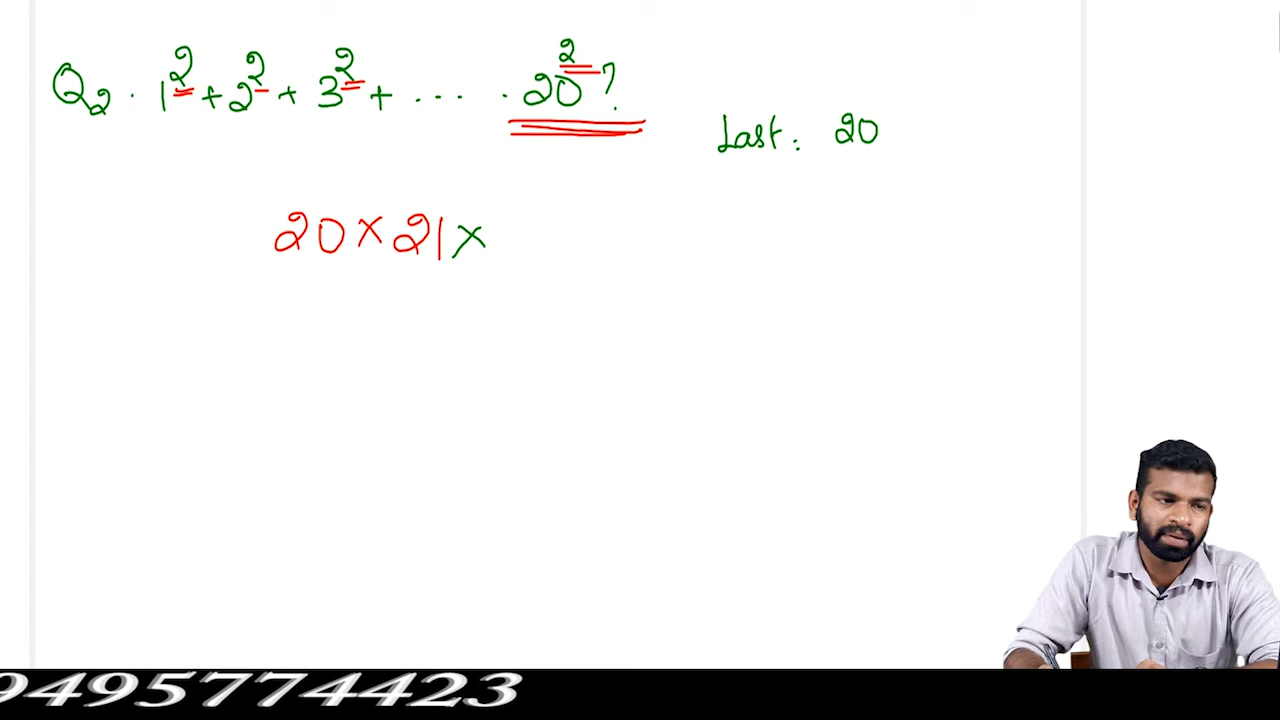 Q2. 1² + 2² + 3² + ..... 20²?
Last: 20
20 × 21 ×
9495774423